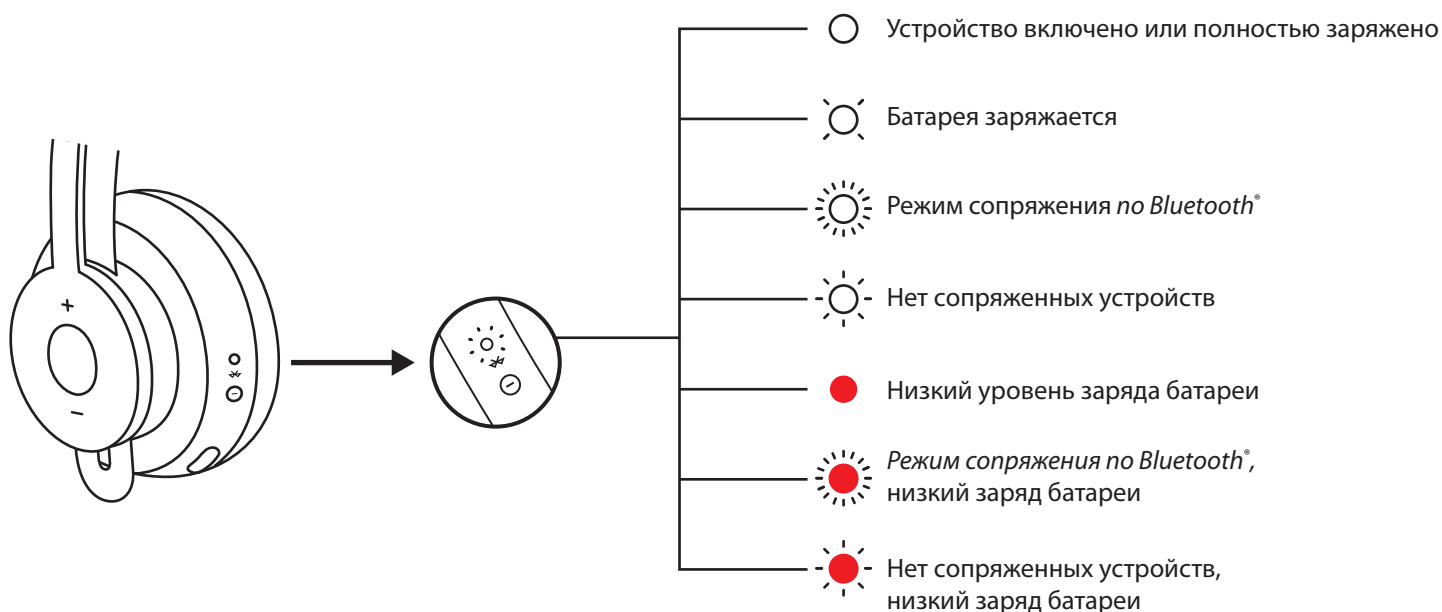 Устройство включено или полностью заряжено
Батарея заряжается
Режим сопряжения по Bluetooth®
Нет сопряженных устройств
Низкий уровень заряда батареи
Режим сопряжения по Bluetooth®,
низкий заряд батареи
Нет сопряженных устройств,
низкий заряд батареи